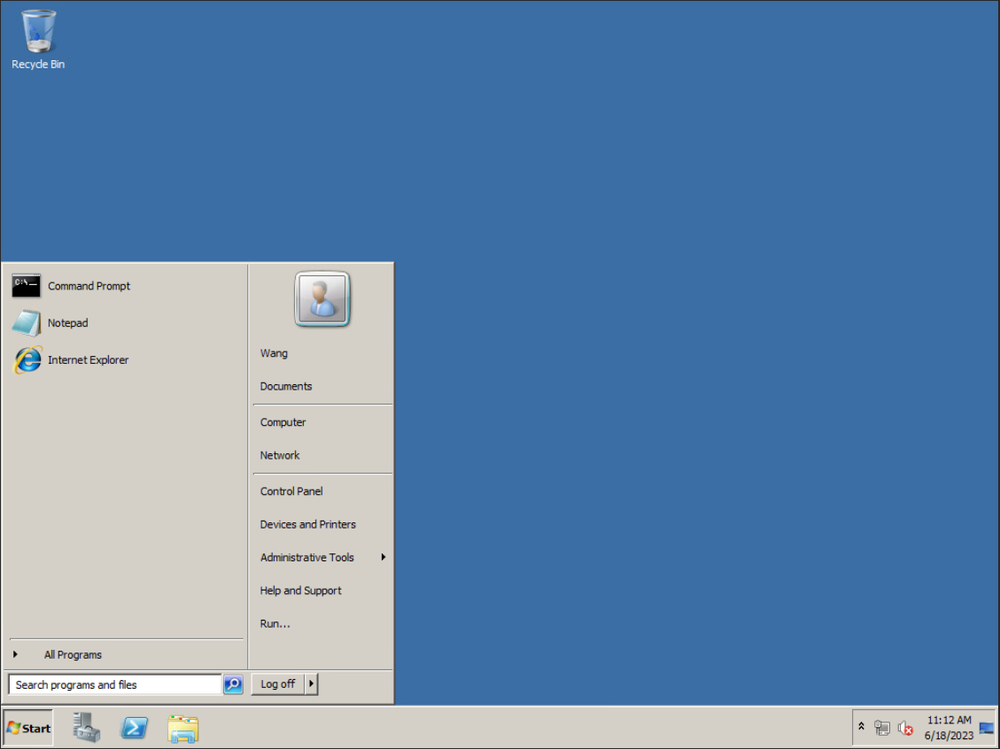 Recycle Bin
C:\.
Command Prompt
Notepad
Internet Explorer
Wang
Documents
Computer
Network
Control Panel
Devices and Printers
Administrative Tools
Help and Support
Run...
All Programs
Search programs and files
Log off
Start
11:12 AM
6/18/2023